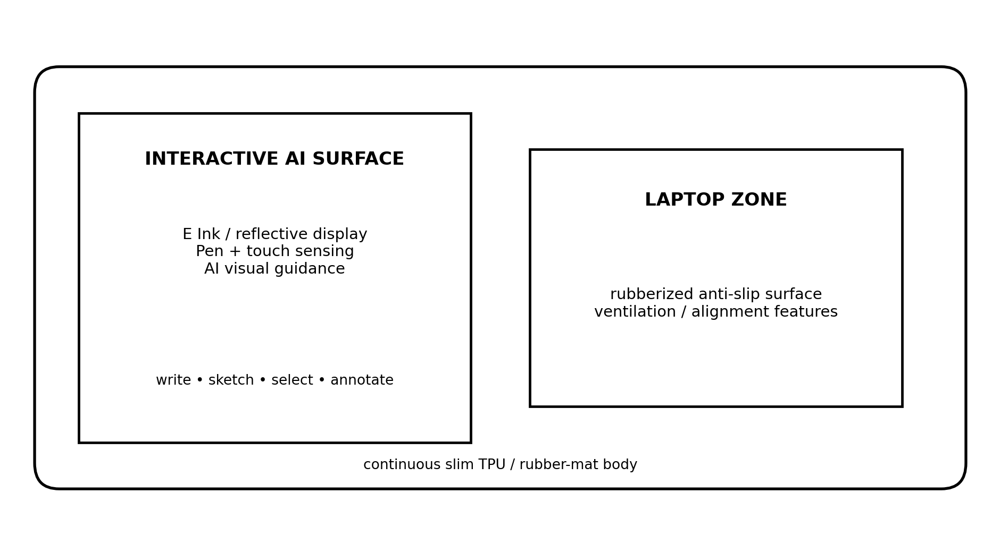 INTERACTIVE AI SURFACE
E Ink / reflective display
Pen + touch sensing
AI visual guidance
write • sketch • select • annotate
LAPTOP ZONE
rubberized anti-slip surface
ventilation / alignment features
continuous slim TPU / rubber-mat body